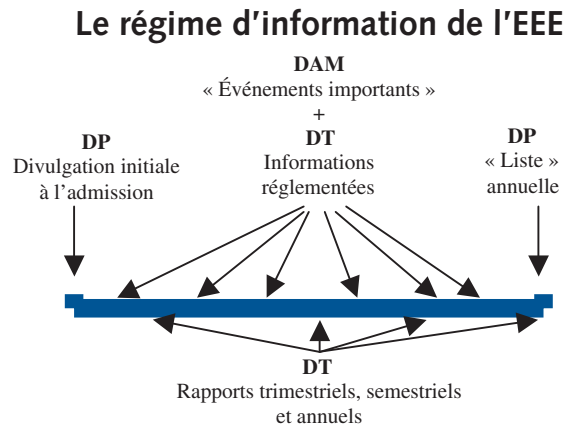 Le régime d'information de l'EEE
DAM
« Événements importants »
+
DT
Informations
réglementées
DP
Divulgation initiale
à l'admission
DP
« Liste »
annuelle
DT
Rapports trimestriels, semestriels
et annuels